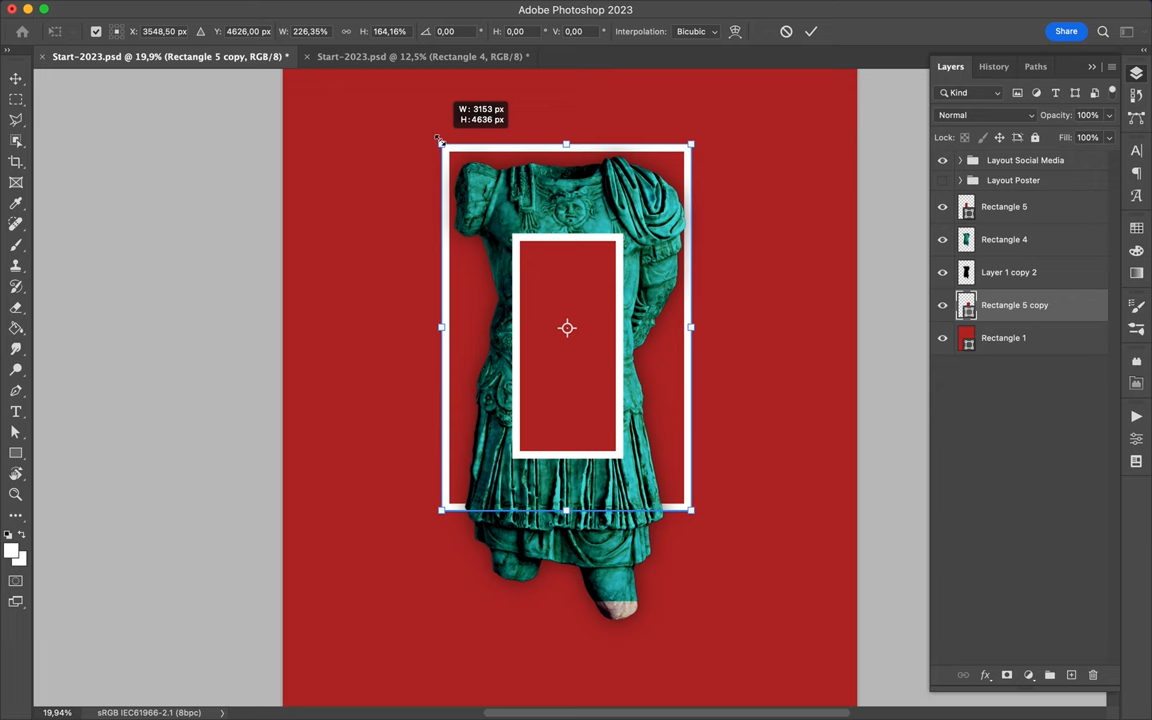 Adobe Photoshop 2023
X: 3548,50 px Y: 4626,00 px W: 226,35% H: 164,16% 0,00 ° H: 0,00 ° V: 0,00 ° Interpolation: Bicubic Share
Start-2023.psd @ 19,9% (Rectangle 5 copy, RGB/8) * Start-2023.psd @ 12,5% (Rectangle 4, RGB/8) *
Layers History Paths
Kind
Normal Opacity: 100%
Lock: Fill: 100%
W: 3153 px
H: 4636 px
Layout Social Media
Layout Poster
Rectangle 5
Rectangle 4
Layer 1 copy 2
Rectangle 5 copy
Rectangle 1
19,94% sRGB IEC61966-2.1 (8bpc)